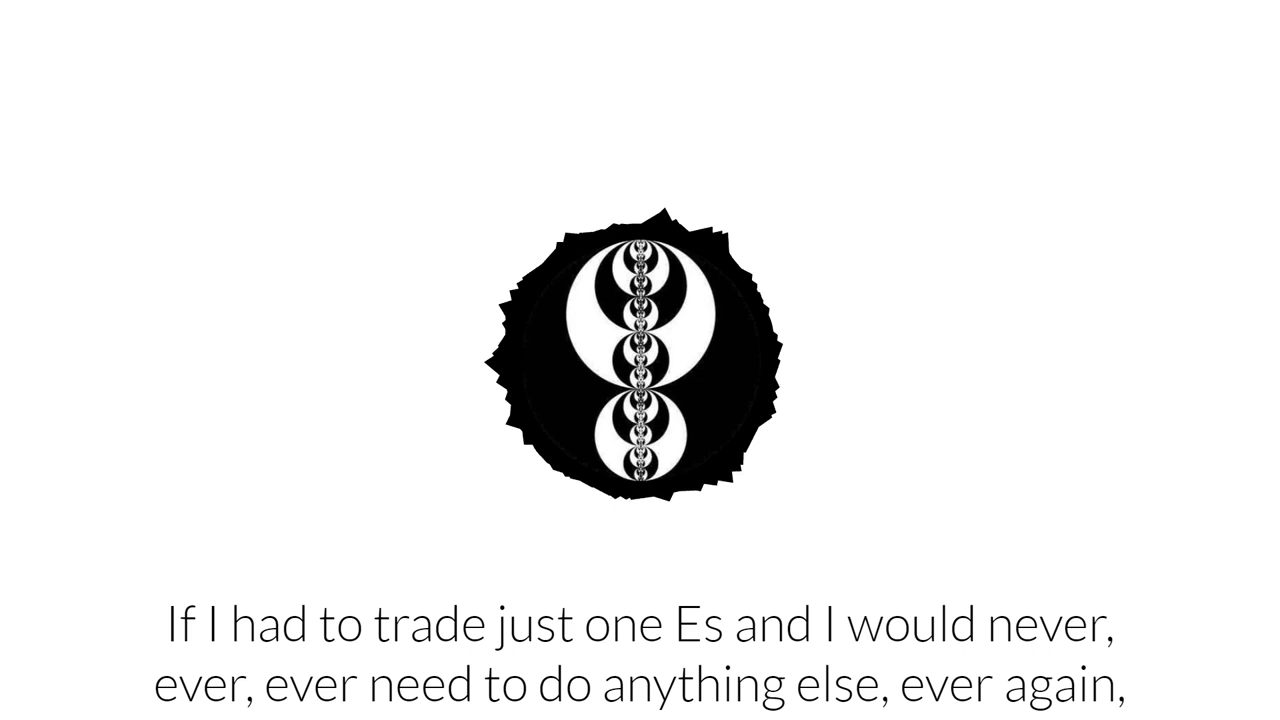 If I had to trade just one Es and I would never,
ever, ever need to do anything else, ever again,